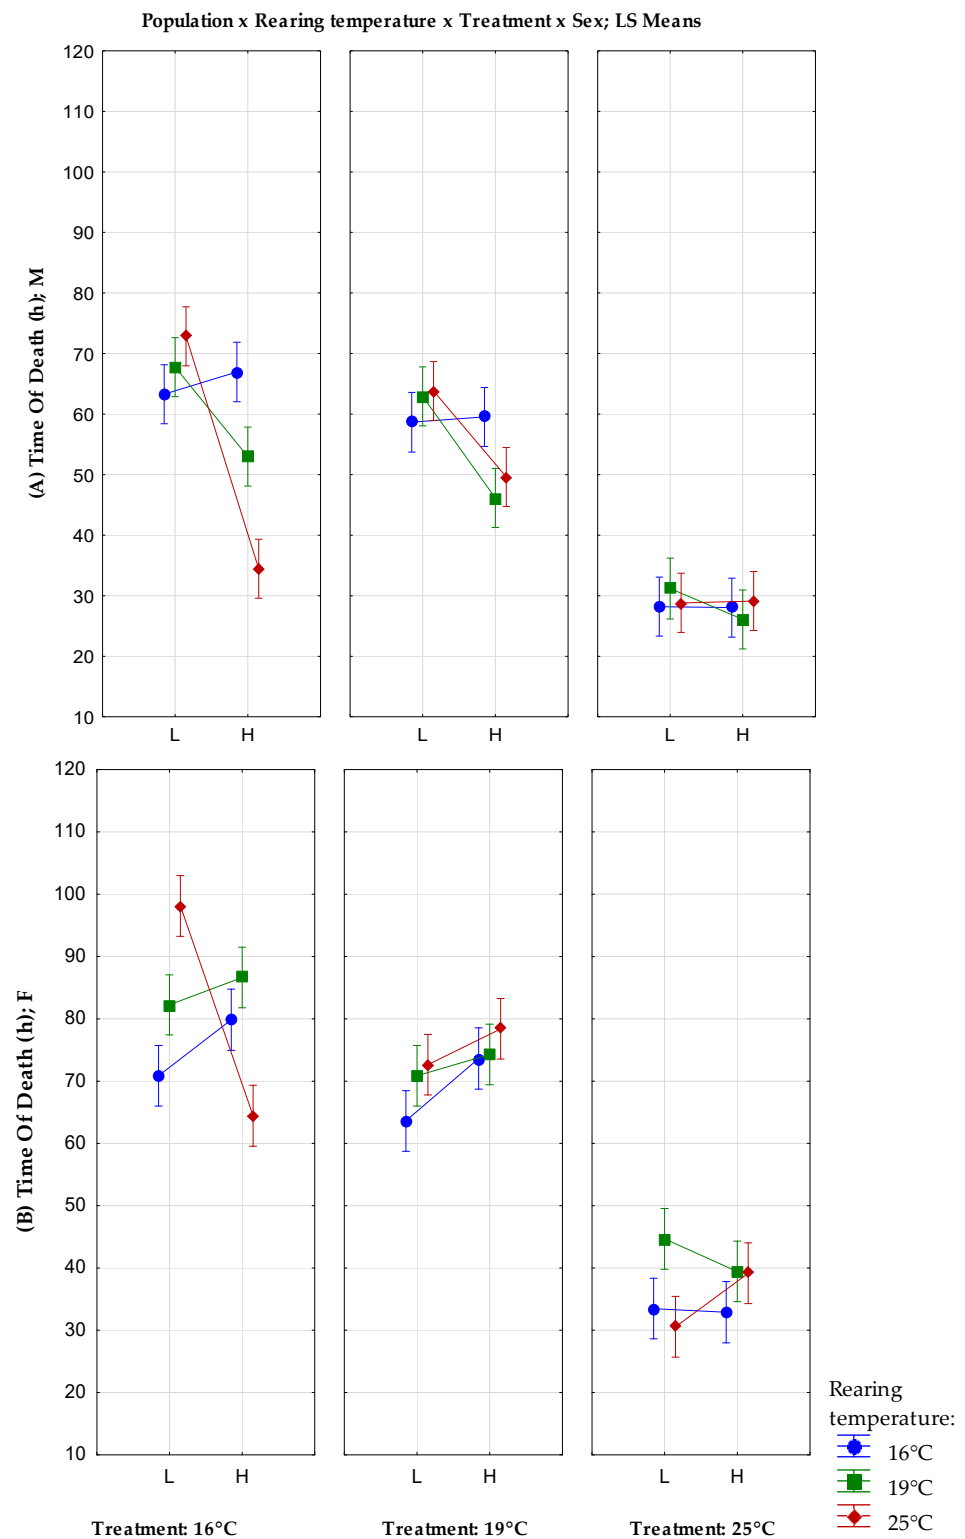 Population x Rearing temperature x Treatment x Sex; LS Means
(A) Time Of Death (h); M
120
110
100
90
80
70
60
50
40
30
20
10
L H
L H
L H
(B) Time Of Death (h); F
120
110
100
90
80
70
60
50
40
30
20
10
L H
L H
L H
Treatment: 16°C
Treatment: 19°C
Treatment: 25°C
Rearing
temperature:
16°C
19°C
25°C